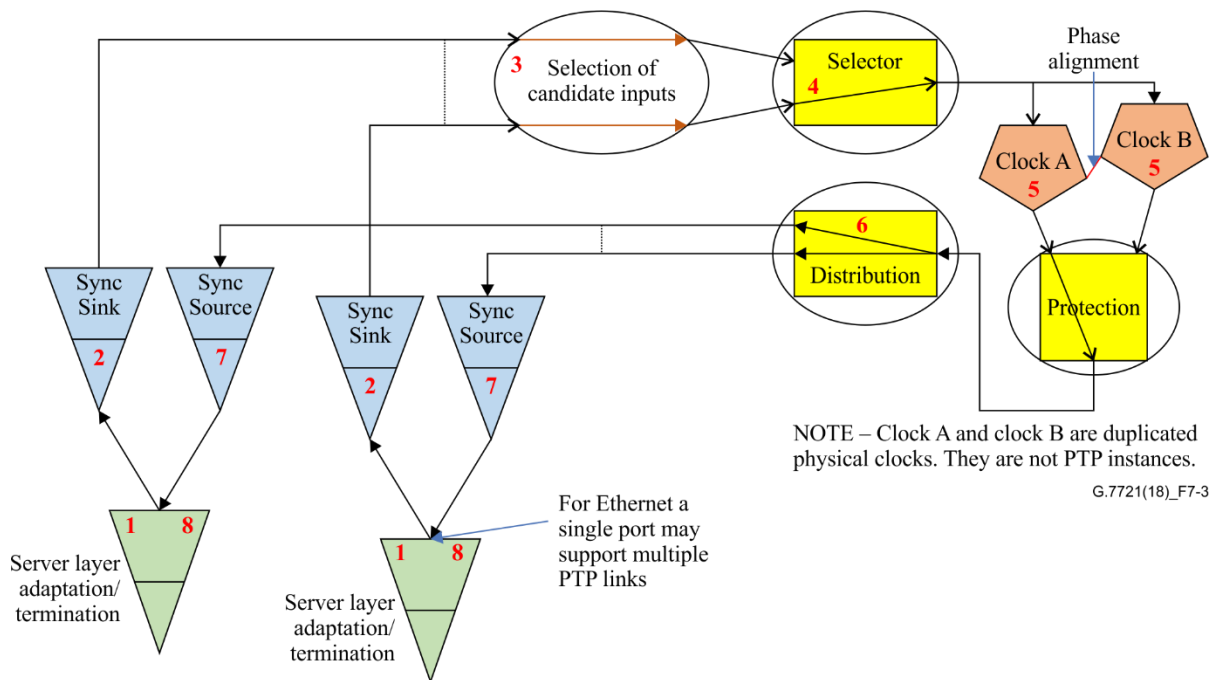 3
Selection of
candidate inputs
Selector
4
Phase
alignment
Clock A
5
Clock B
5
6
Distribution
Protection
Sync
Sink
2
Sync
Source
7
Sync
Sink
2
Sync
Source
7
NOTE – Clock A and clock B are duplicated
physical clocks. They are not PTP instances.
G.7721(18)_F7-3
1 8
Server layer
adaptation/
termination
For Ethernet a
single port may
support multiple
PTP links
1 8
Server layer
adaptation/
termination